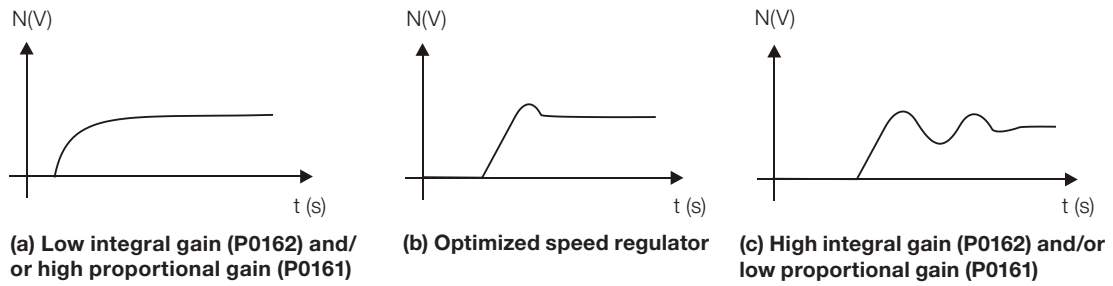 N(V)
t (s)
(a) Low integral gain (P0162) and/
or high proportional gain (P0161)
N(V)
t (s)
(b) Optimized speed regulator
N(V)
t (s)
(c) High integral gain (P0162) and/or
low proportional gain (P0161)